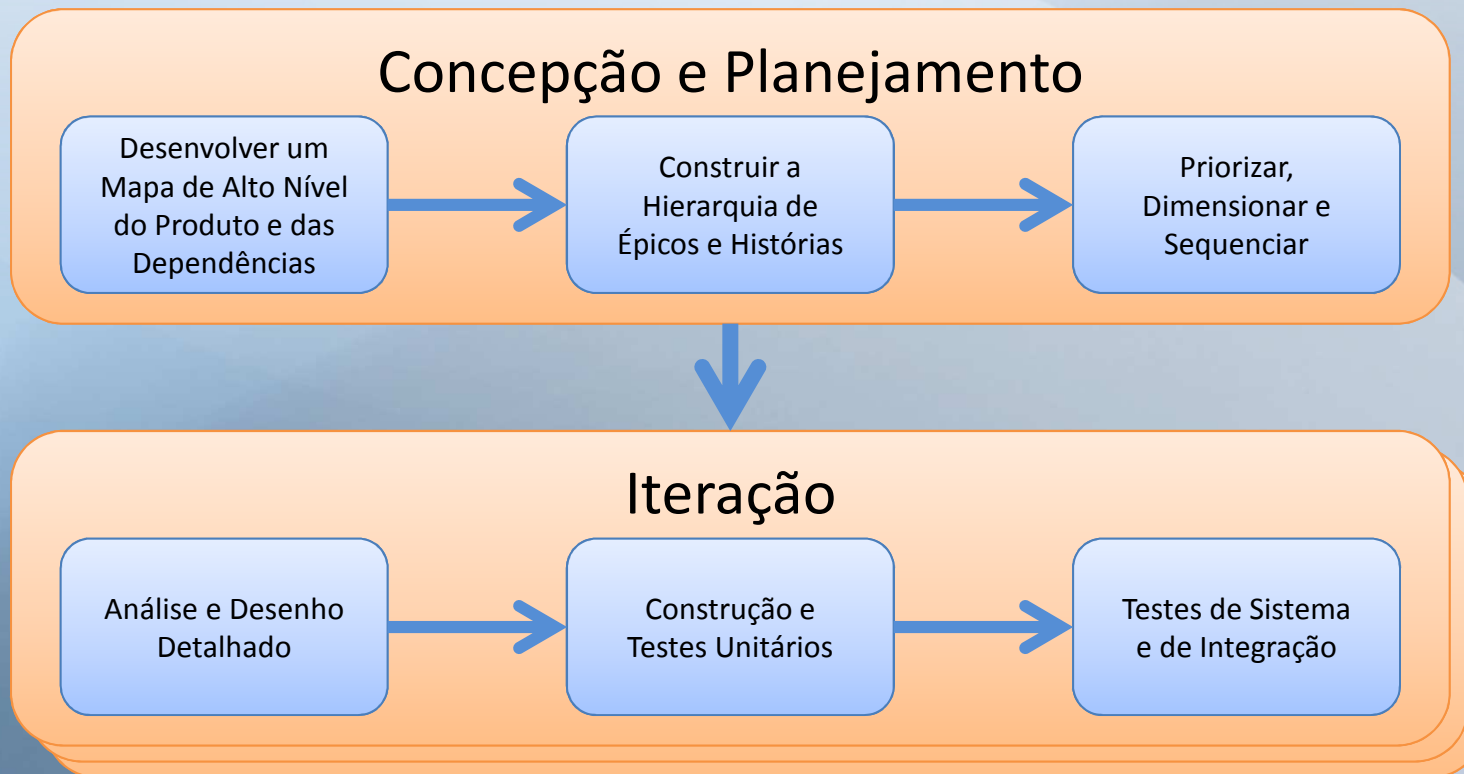 Concepção e Planejamento
Desenvolver um
Mapa de Alto Nível
do Produto e das
Dependências
Construir a
Hierarquia de
Épicos e Histórias
Priorizar,
Dimensionar e
Sequenciar
Iteração
Análise e Desenho
Detalhado
Construção e
Testes Unitários
Testes de Sistema
e de Integração